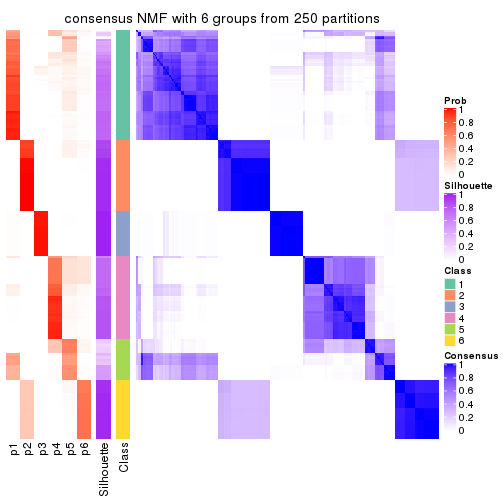 consensus NMF with 6 groups from 250 partitions
p1
p2
p3
p4
p5
p6
Silhouette
Class
Prob
1
0.8
0.6
0.4
0.2
0
Silhouette
1
0.8
0.6
0.4
0.2
0
Class
1
2
3
4
5
6
Consensus
1
0.8
0.6
0.4
0.2
0